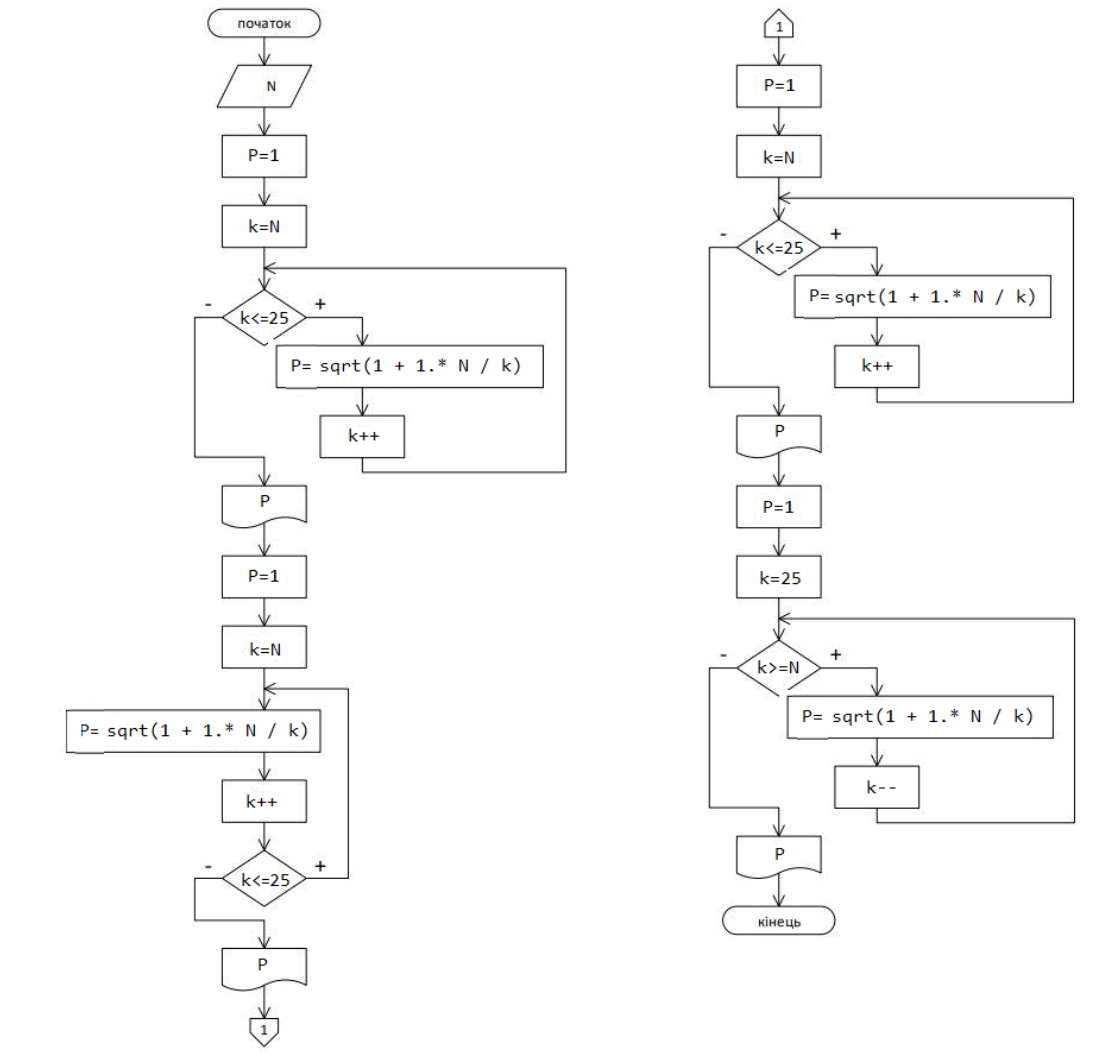 початок
N
P=1
k=N
- +
k<=25
P= sqrt(1 + 1.* N / k)
k++
P
P=1
k=N
P= sqrt(1 + 1.* N / k)
k++
- +
k<=25
P
1
1
P=1
k=N
- +
k<=25
P= sqrt(1 + 1.* N / k)
k++
P
P=1
k=25
- +
k>=N
P= sqrt(1 + 1.* N / k)
k--
P
кінець